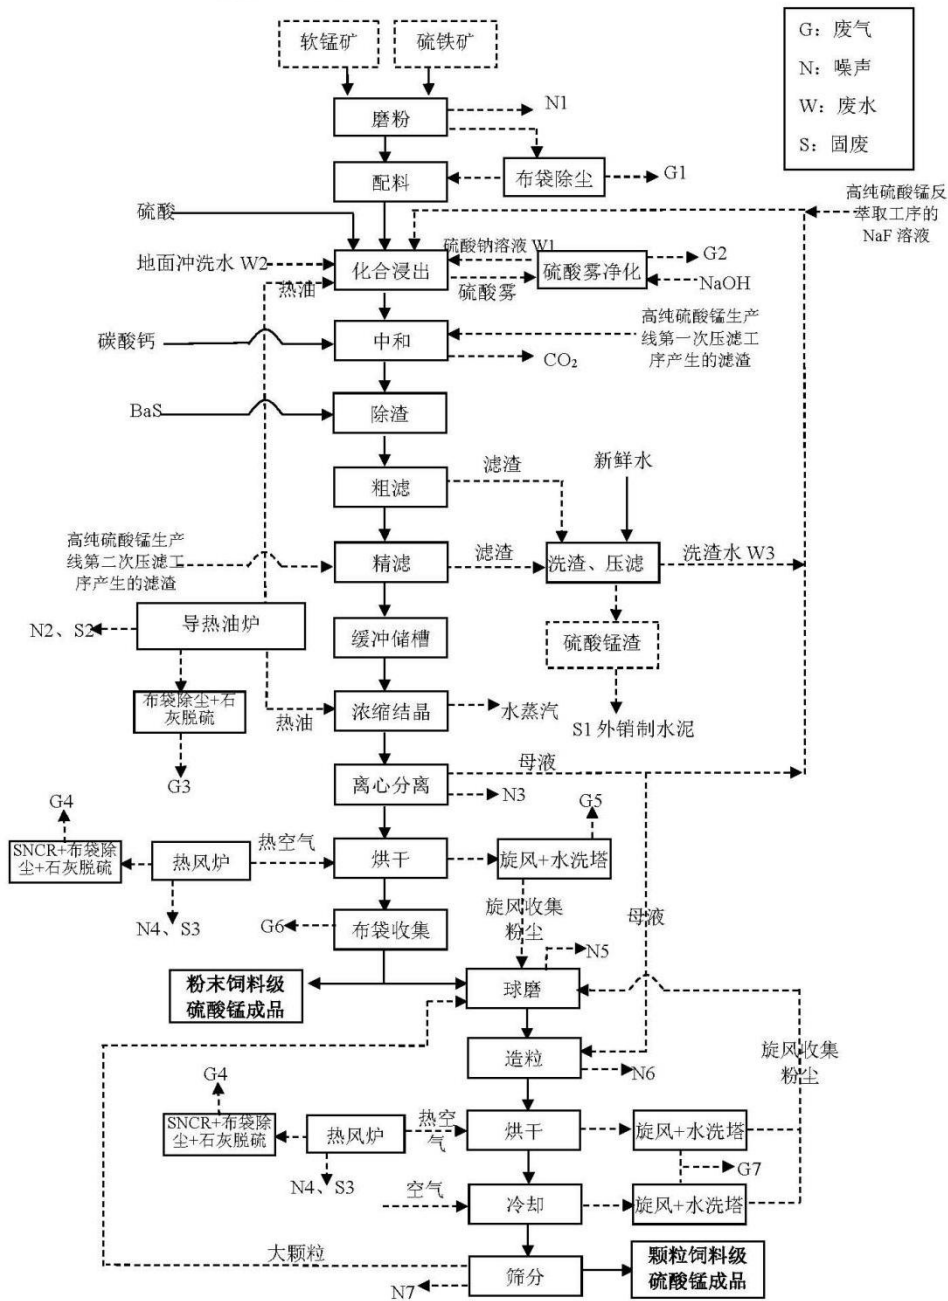 软锰矿
硫铁矿
G：废气
N：噪声
W：废水
S：固废
磨粉
N1
配料
布袋除尘
G1
硫酸
高纯硫酸锰反
萃取工序的
NaF 溶液
地面冲洗水 W2
热油
化合浸出
硫酸钠溶液 W1
硫酸雾
硫酸雾净化
G2
NaOH
碳酸钙
中和
高纯硫酸锰生产
线第一次压滤工
序产生的滤渣
CO₂
BaS
除渣
粗滤
滤渣
新鲜水
高纯硫酸锰生产
线第二次压滤工
序产生的滤渣
精滤
滤渣
洗渣、压滤
洗渣水 W3
N2、S2
导热油炉
缓冲储槽
硫酸锰渣
布袋除尘+石
灰脱硫
热油
浓缩结晶
水蒸汽
S1 外销制水泥
G3
离心分离
母液
N3
G4
SNCR+布袋除
尘+石灰脱硫
热风炉
热空气
烘干
G5
旋风+水洗塔
N4、S3
G6
布袋收集
旋风收集
粉尘
母液
N5
粉末饲料级
硫酸锰成品
球磨
造粒
N6
旋风收集
粉尘
G4
SNCR+布袋除
尘+石灰脱硫
热风炉
热空
气
烘干
旋风+水洗塔
N4、S3
G7
空气
冷却
旋风+水洗塔
大颗粒
筛分
颗粒饲料级
硫酸锰成品
N7